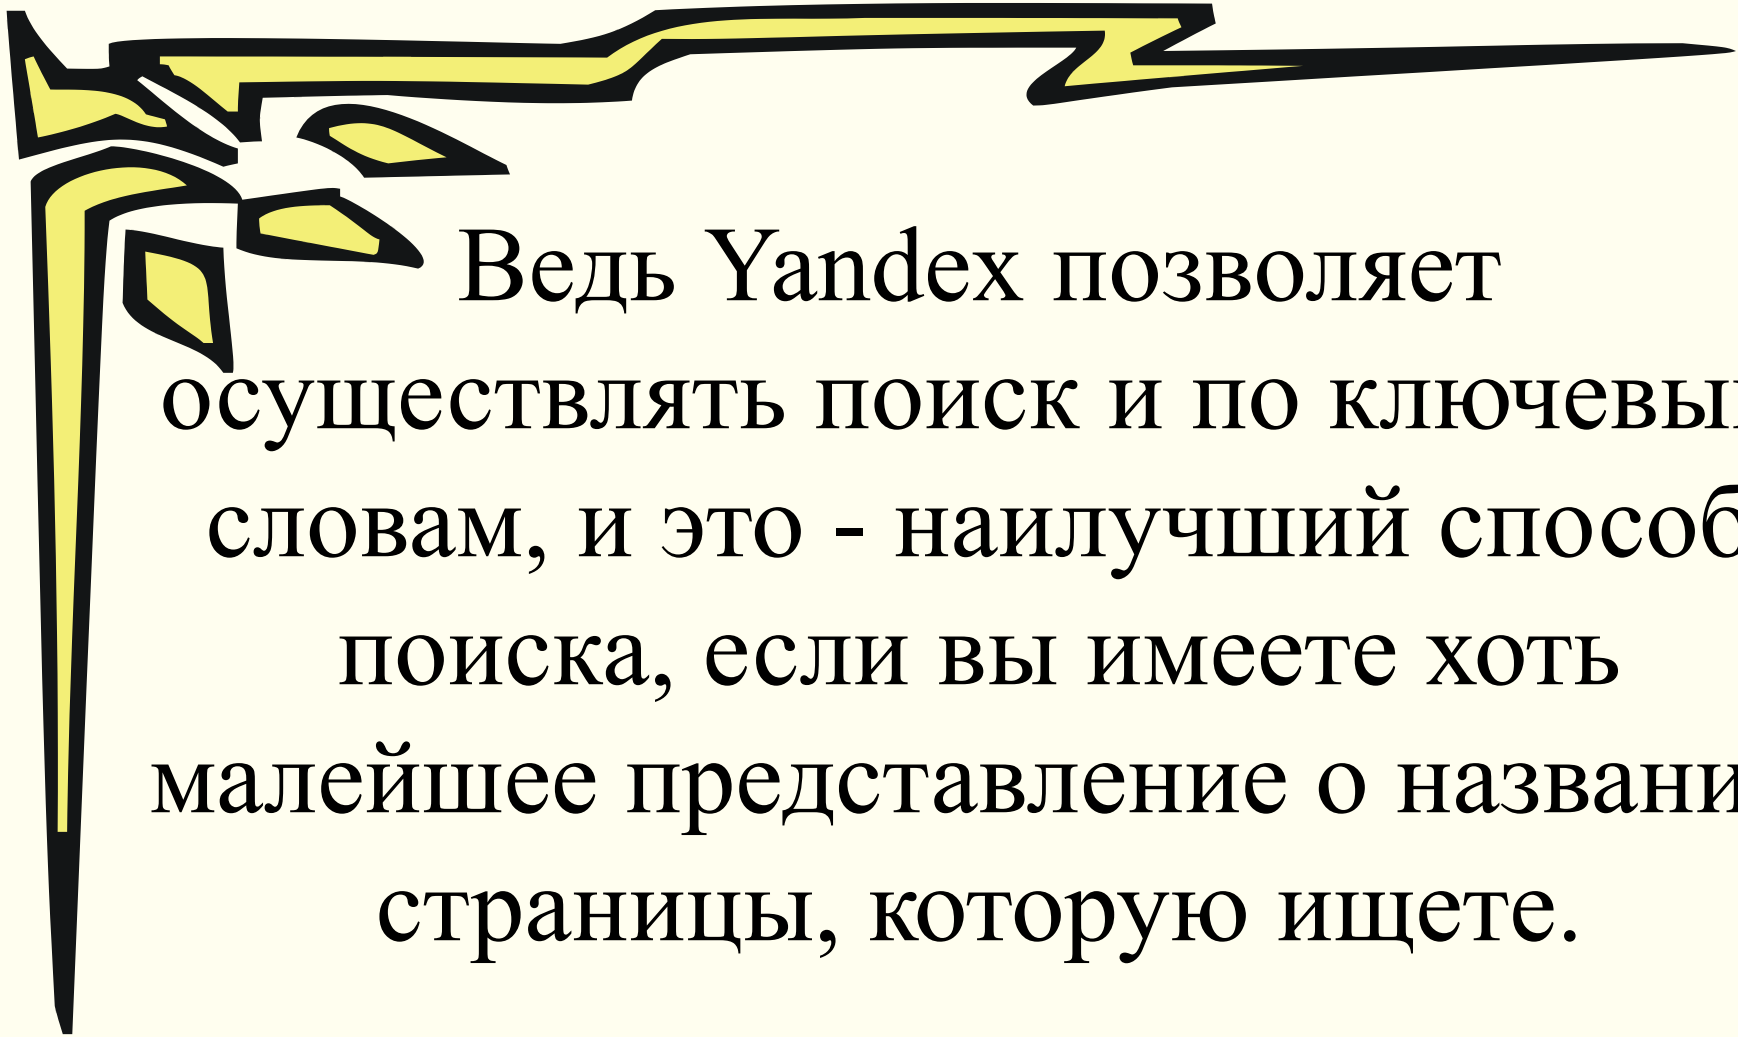 Ведь Yandex позволяет
осуществлять поиск и по ключевы
словам, и это - наилучший способ
поиска, если вы имеете хоть
малейшее представление о названи
страницы, которую ищете.